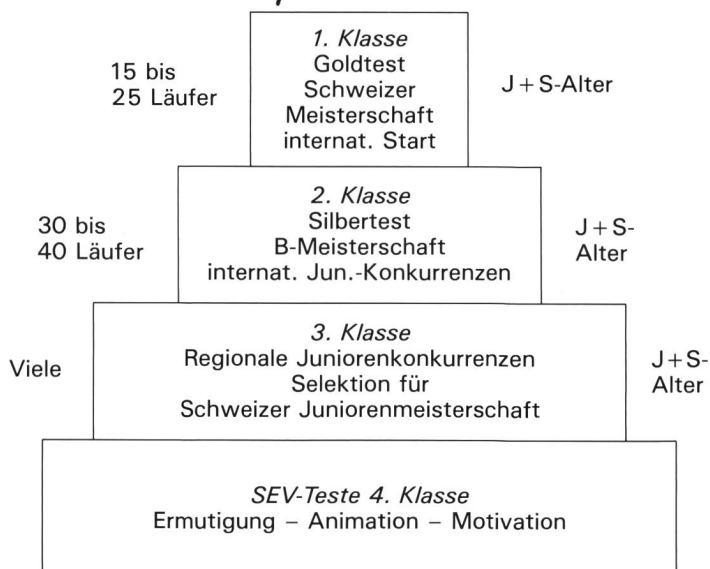 1. Klasse
Goldtest
Schweizer
Meisterschaft
internat. Start
15 bis
25 Läufer
J + S-Alter
2. Klasse
Silbertest
B-Meisterschaft
internat. Jun.-Konkurrenzen
30 bis
40 Läufer
J + S-
Alter
3. Klasse
Regionale Juniorenkonkurrenzen
Selektion für
Schweizer Juniorenmeisterschaft
Viele
J + S-
Alter
SEV-Teste 4. Klasse
Ermutigung – Animation – Motivation